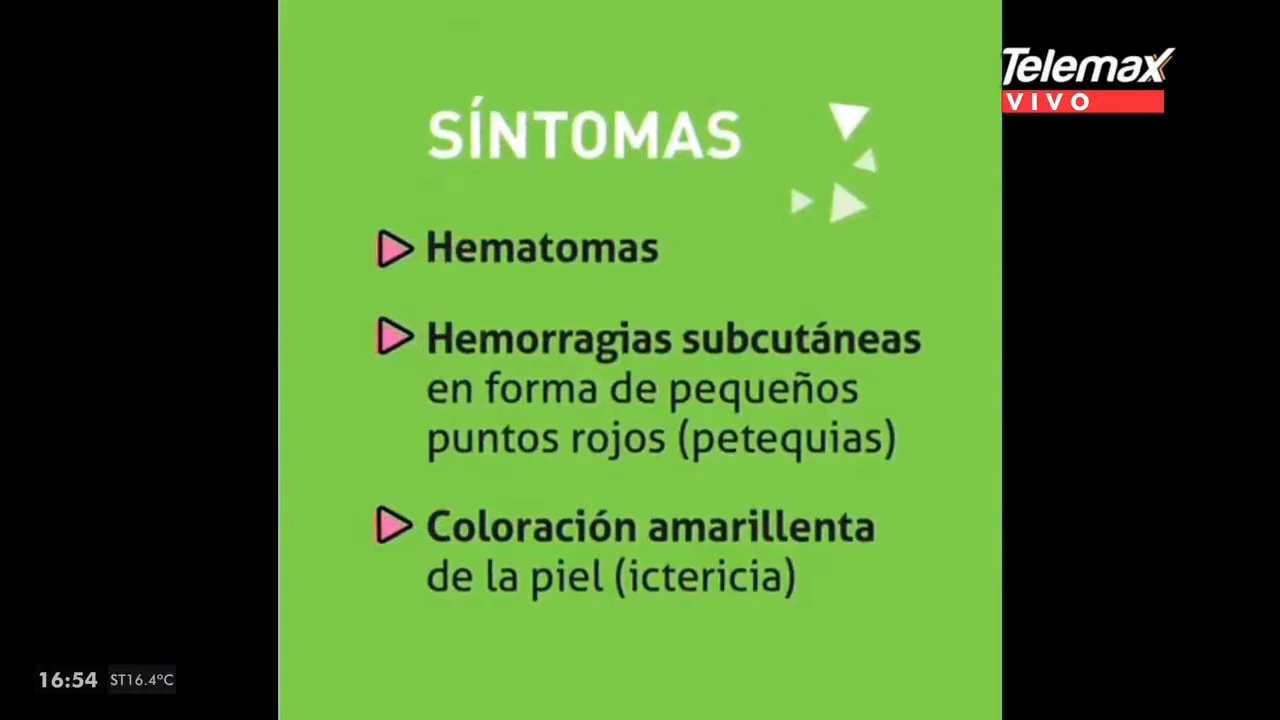 Telemax
VIVO
SÍNTOMAS
Hematomas
Hemorragias subcutáneas
en forma de pequeños
puntos rojos (petequias)
Coloración amarillenta
de la piel (ictericia)
16:54 ST16.4ºC